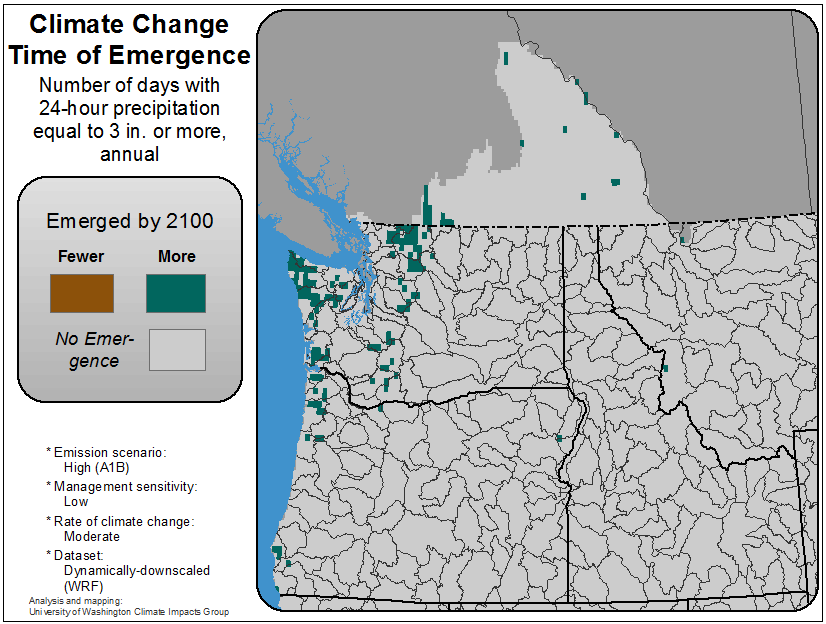 Climate Change
Time of Emergence
Number of days with
24-hour precipitation
equal to 3 in. or more,
annual
Emerged by 2100
Fewer More
No Emer-
gence
* Emission scenario:
High (A1B)
* Management sensitivity:
Low
* Rate of climate change:
Moderate
* Dataset:
Dynamically-downscaled
(WRF)
Analysis and mapping:
University of Washington Climate Impacts Group